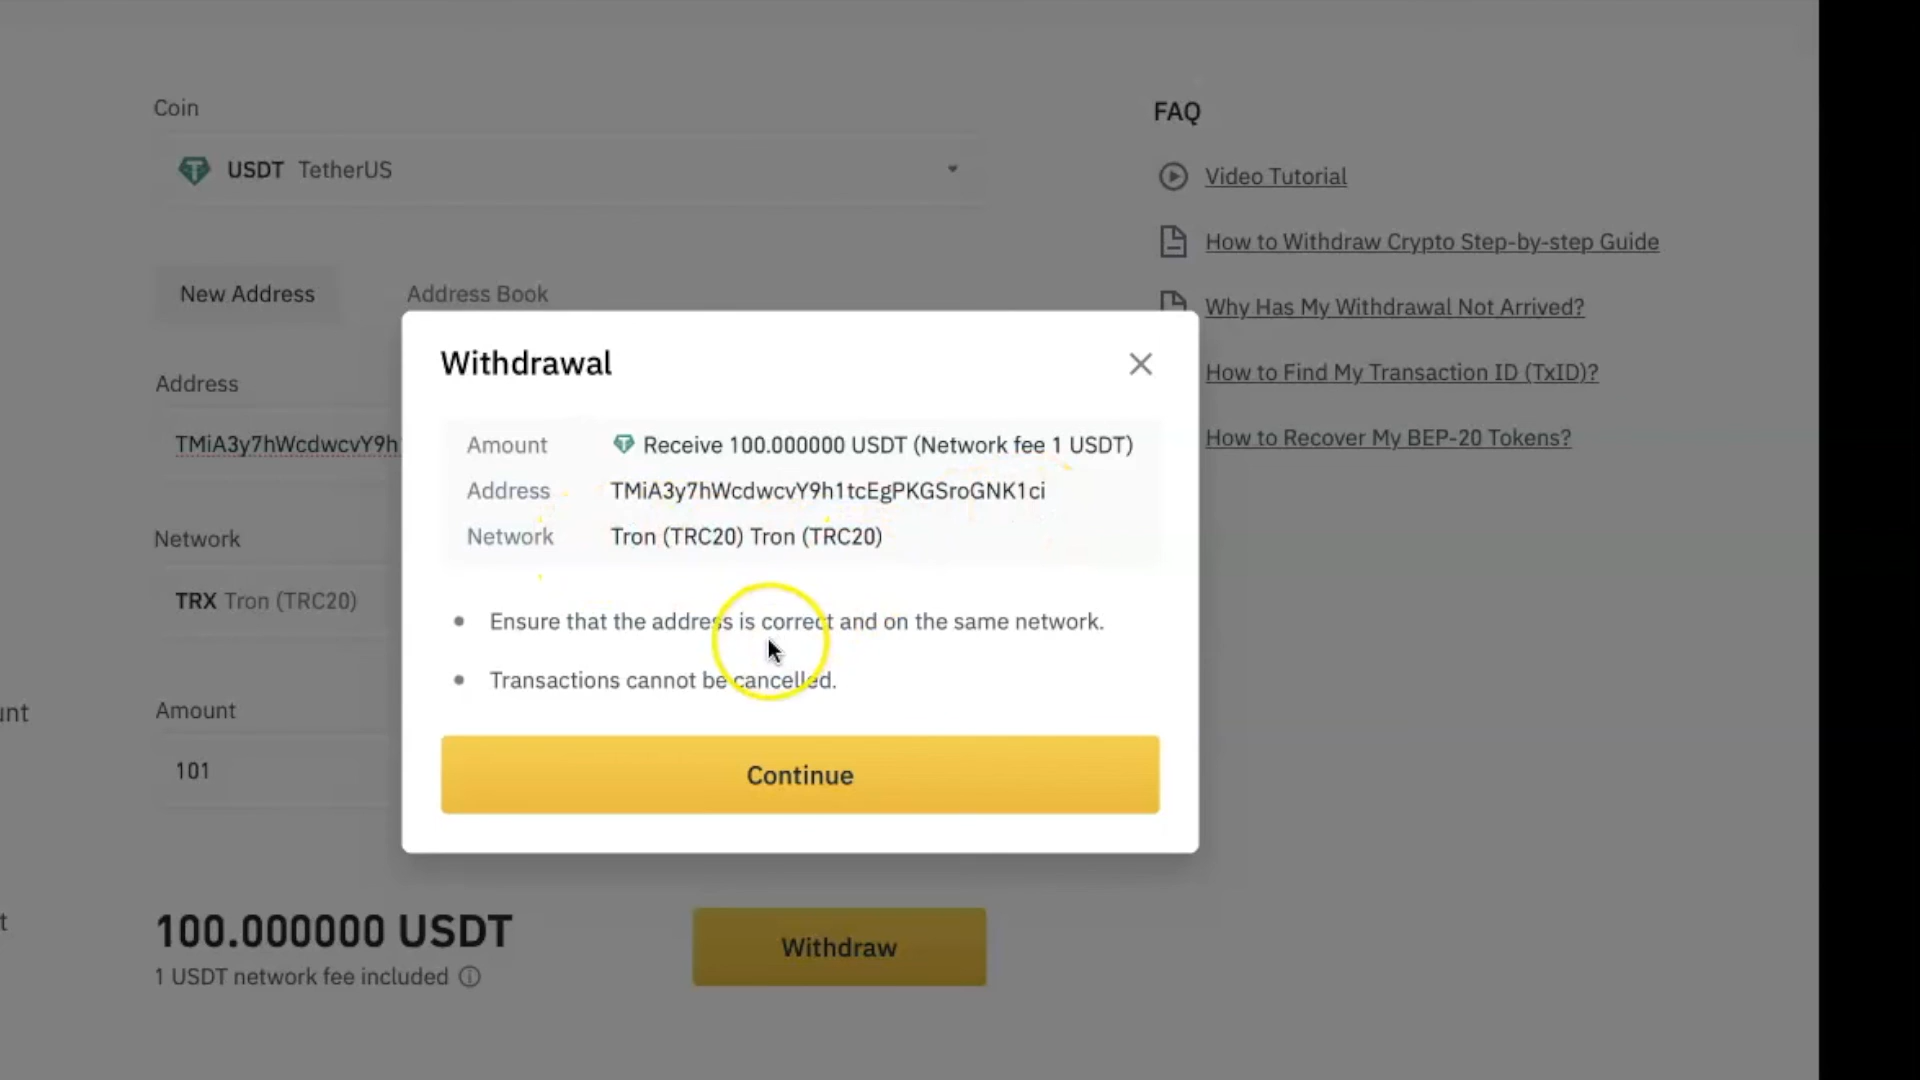 Coin
FAQ
USDT TetherUS
Video Tutorial
How to Withdraw Crypto Step-by-step Guide
New Address Address Book
Why Has My Withdrawal Not Arrived?
Withdrawal
Address
How to Find My Transaction ID (TxID)?
TMiA3y7hWcdwcvY9h
Amount Receive 100.000000 USDT (Network fee 1 USDT)
How to Recover My BEP-20 Tokens?
Address TMiA3y7hWcdwcvY9h1tcEgPKGSroGNK1ci
Network
Network Tron (TRC20) Tron (TRC20)
TRX Tron (TRC20)
Ensure that the address is correct and on the same network.
Transactions cannot be cancelled.
unt
Amount
101
Continue
t
100.000000 USDT
Withdraw
1 USDT network fee included